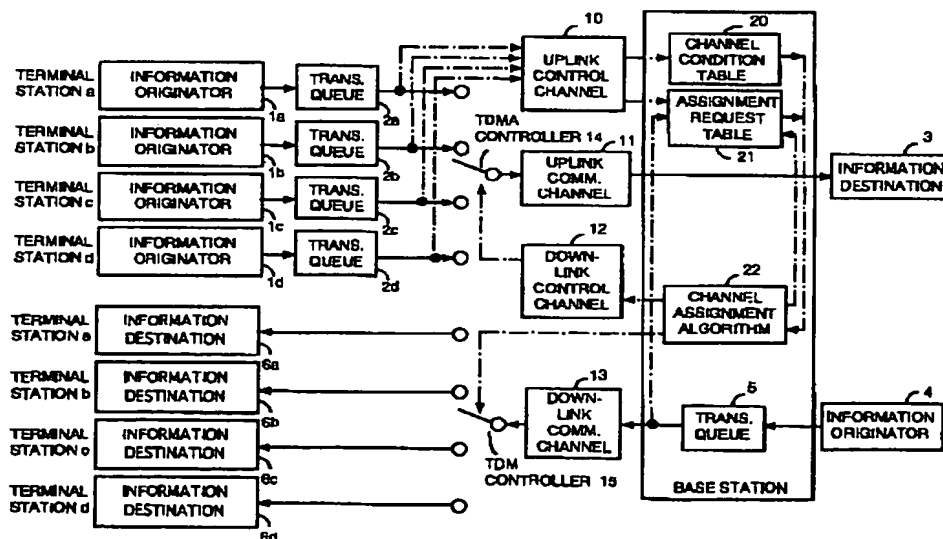 10
UPLINK
CONTROL
CHANNEL
20
CHANNEL
CONDITION
TABLE
TERMINAL
STATION a
INFORMATION
ORIGINATOR
1a
TRANS.
QUEUE
2a
ASSIGNMENT
REQUEST
TABLE
21
TERMINAL
STATION b
INFORMATION
ORIGINATOR
1b
TRANS.
QUEUE
2b
TDMA
CONTROLLER 14
11
UPLINK
COMM.
CHANNEL
3
INFORMATION
DESTINATION
TERMINAL
STATION c
INFORMATION
ORIGINATOR
1c
TRANS.
QUEUE
2c
TERMINAL
STATION d
INFORMATION
ORIGINATOR
1d
TRANS.
QUEUE
2d
12
DOWN-
LINK
CONTROL
CHANNEL
22
CHANNEL
ASSIGNMENT
ALGORITHM
TERMINAL
STATION a
INFORMATION
DESTINATION
6a
TERMINAL
STATION b
INFORMATION
DESTINATION
6b
13
DOWN-
LINK
COMM.
CHANNEL
5
TRANS.
QUEUE
4
INFORMATION
ORIGINATOR
TERMINAL
STATION c
INFORMATION
DESTINATION
6c
TDM
CONTROLLER 15
BASE STATION
TERMINAL
STATION d
INFORMATION
DESTINATION
6d